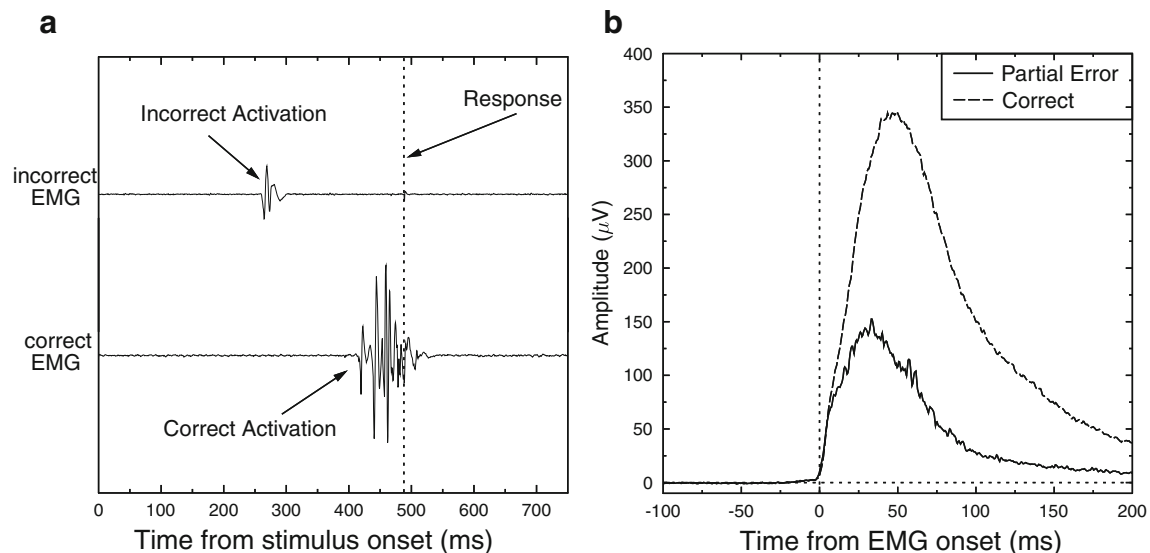 a
Incorrect Activation
Response
incorrect
EMG
correct
EMG
Correct Activation
0 100 200 300 400 500 600 700
Time from stimulus onset (ms)
b
Partial Error
Correct
400
350
300
250
200
150
100
50
0
Amplitude (μV)
-100 -50 0 50 100 150 200
Time from EMG onset (ms)